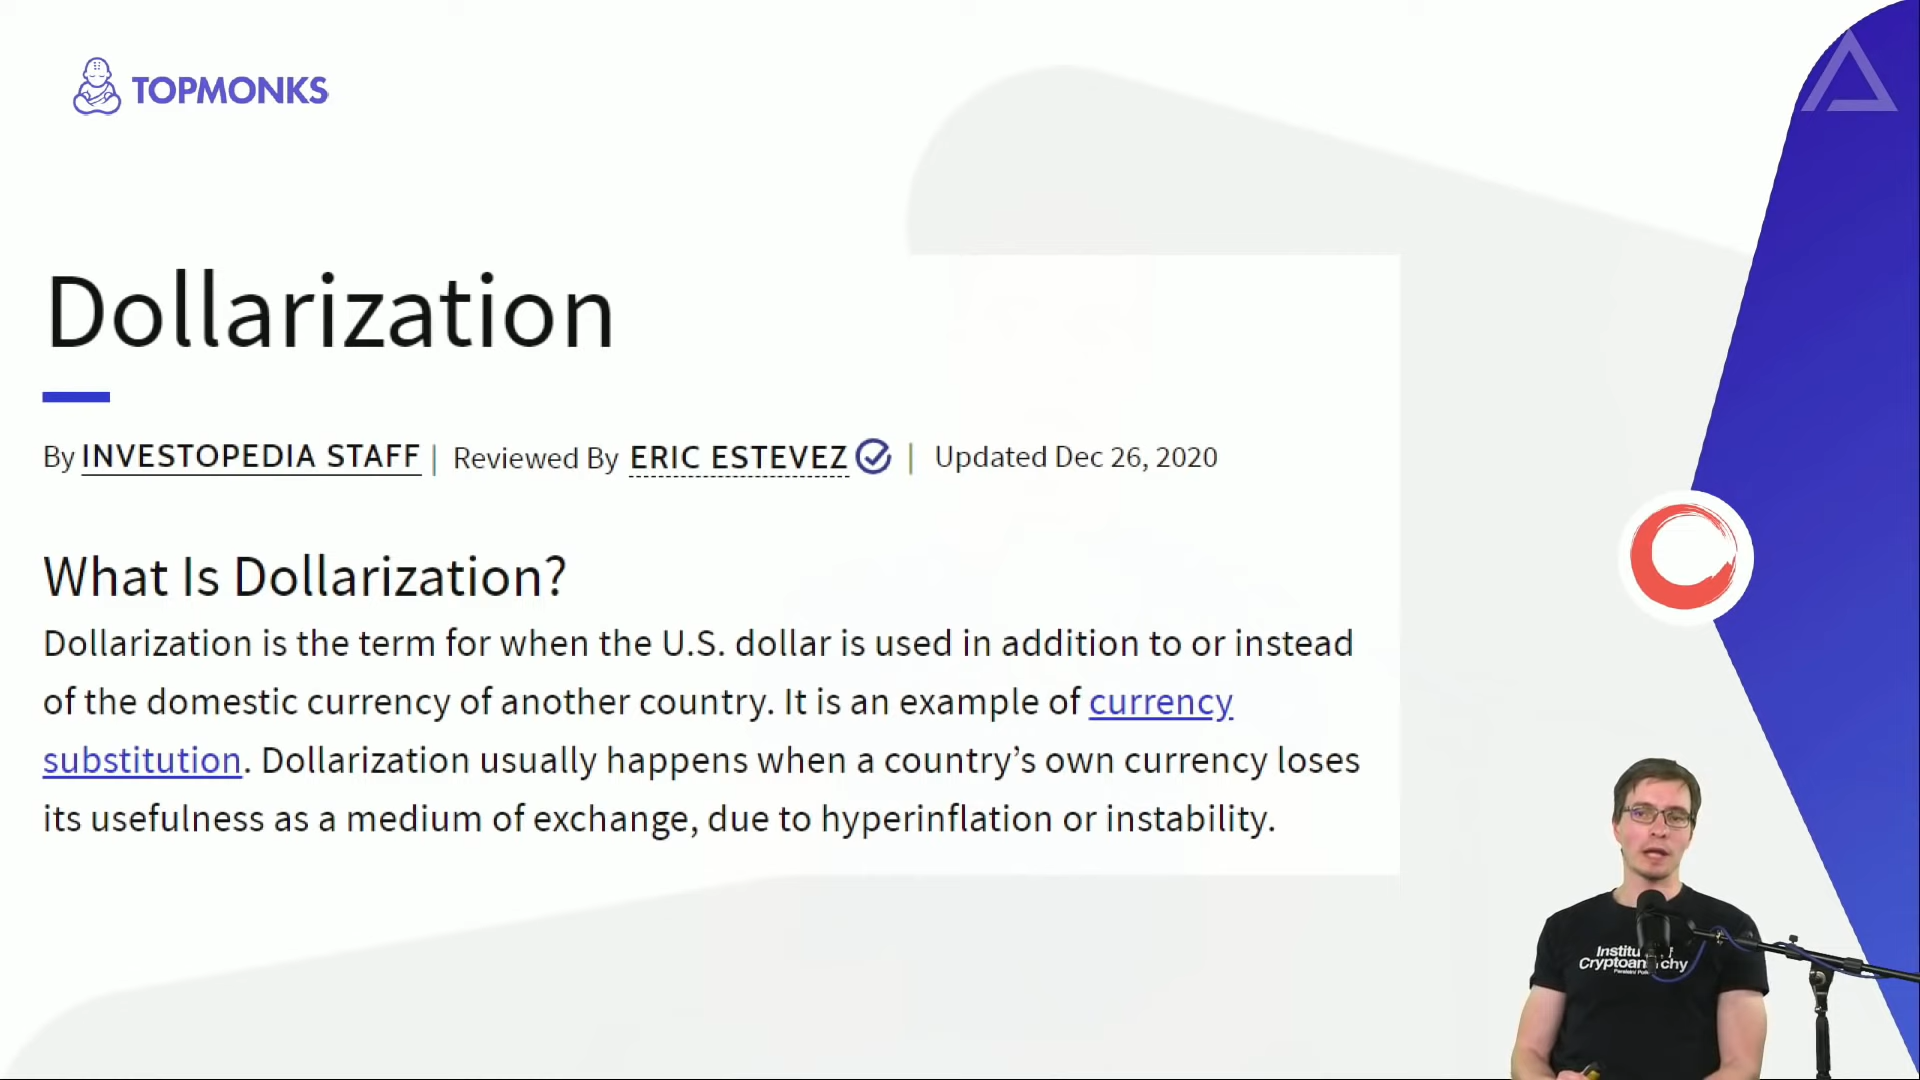 TOPMONKS
Dollarization
By INVESTOPEDIA STAFF | Reviewed By ERIC ESTEVEZ | Updated Dec 26, 2020
What Is Dollarization?
Dollarization is the term for when the U.S. dollar is used in addition to or instead
of the domestic currency of another country. It is an example of currency
substitution. Dollarization usually happens when a country’s own currency loses
its usefulness as a medium of exchange, due to hyperinflation or instability.